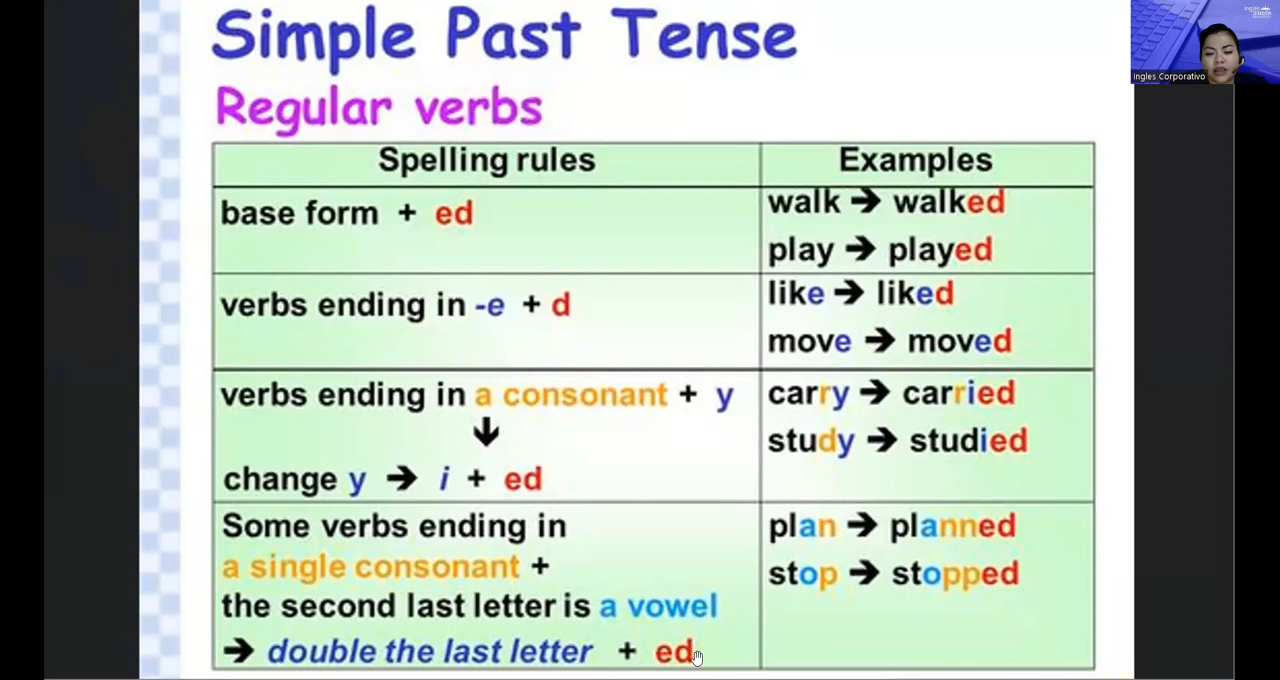 Simple Past Tense
Regular verbs
Spelling rules
Examples
base form + ed
walk → walked
play → played
verbs ending in -e + d
like → liked
move → moved
verbs ending in a consonant + y
↓
change y → i + ed
carry → carried
study → studied
Some verbs ending in
a single consonant +
the second last letter is a vowel
→ double the last letter + ed
plan → planned
stop → stopped
Ingles Corporativo